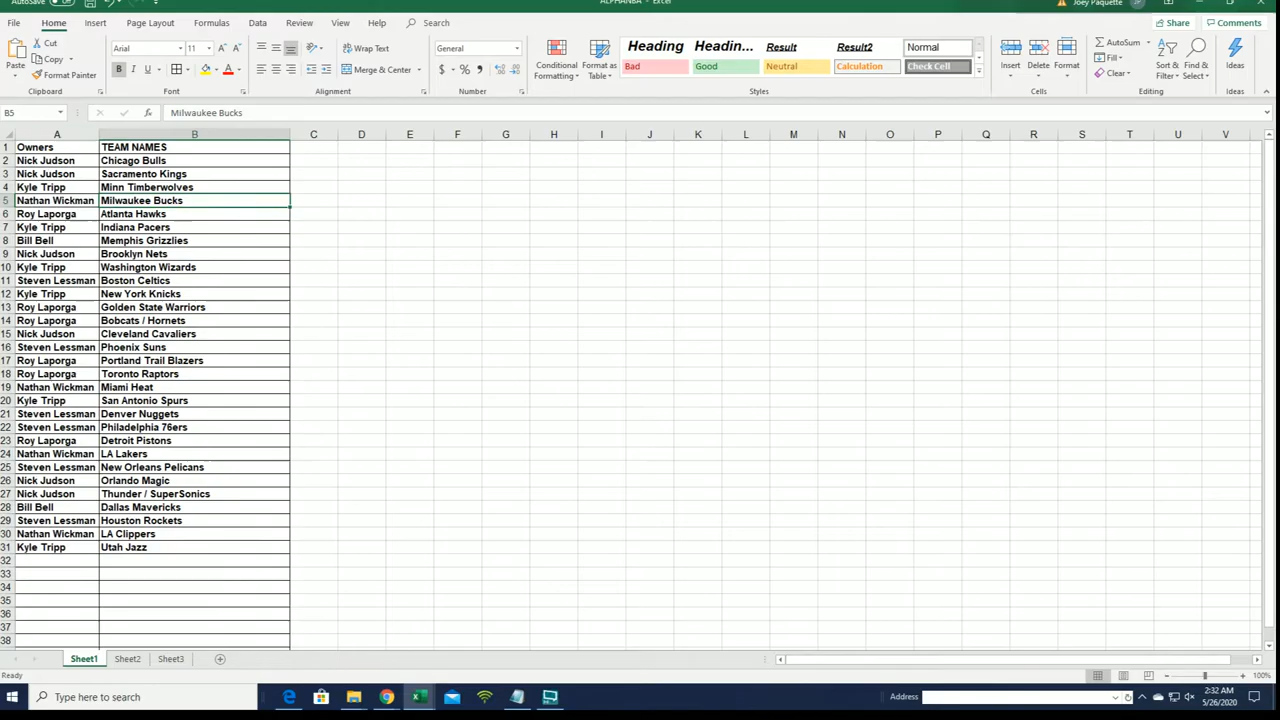 AutoSave Off ALPHANBA - Excel Joey Paquette
File Home Insert Page Layout Formulas Data Review View Help Search Share Comments
Paste Cut Copy Format Painter Clipboard
Arial 11 B I U A Font
Wrap Text Merge & Center Alignment
General $ % Number
Conditional Formatting Format as Table
Heading Headin... Result Result2 Normal
Bad Good Neutral Calculation Check Cell
Styles
Insert Delete Format Cells
AutoSum Fill Clear Sort & Filter Find & Select Editing
Ideas Ideas
B5 fx Milwaukee Bucks
A B C D E F G H I J K L M N O P Q R S T U V
1 Owners TEAM NAMES
2 Nick Judson Chicago Bulls
3 Nick Judson Sacramento Kings
4 Kyle Tripp Minn Timberwolves
5 Nathan Wickman Milwaukee Bucks
6 Roy Laporga Atlanta Hawks
7 Kyle Tripp Indiana Pacers
8 Bill Bell Memphis Grizzlies
9 Nick Judson Brooklyn Nets
10 Kyle Tripp Washington Wizards
11 Steven Lessman Boston Celtics
12 Kyle Tripp New York Knicks
13 Roy Laporga Golden State Warriors
14 Roy Laporga Bobcats / Hornets
15 Nick Judson Cleveland Cavaliers
16 Steven Lessman Phoenix Suns
17 Roy Laporga Portland Trail Blazers
18 Roy Laporga Toronto Raptors
19 Nathan Wickman Miami Heat
20 Kyle Tripp San Antonio Spurs
21 Steven Lessman Denver Nuggets
22 Steven Lessman Philadelphia 76ers
23 Roy Laporga Detroit Pistons
24 Nathan Wickman LA Lakers
25 Steven Lessman New Orleans Pelicans
26 Nick Judson Orlando Magic
27 Nick Judson Thunder / SuperSonics
28 Bill Bell Dallas Mavericks
29 Steven Lessman Houston Rockets
30 Nathan Wickman LA Clippers
31 Kyle Tripp Utah Jazz
32
33
34
35
36
37
38
Sheet1 Sheet2 Sheet3
Ready 100%
Type here to search Address 2:32 AM
5/26/2020